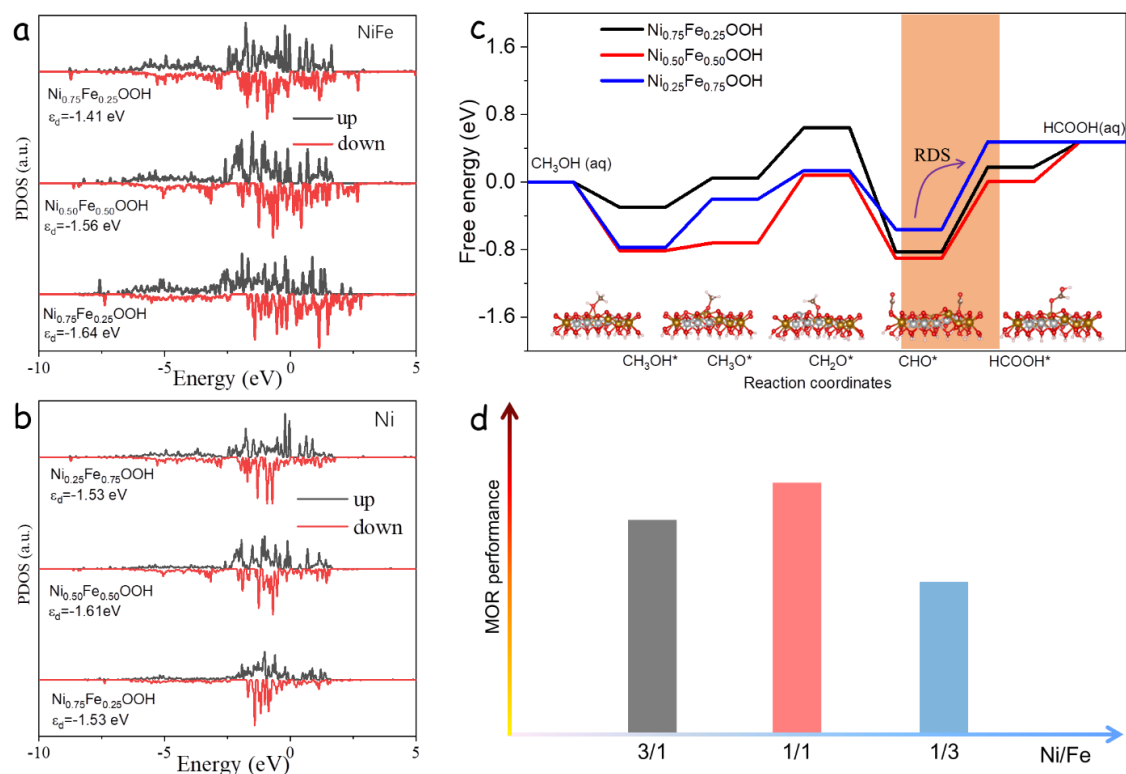 a
NiFe
Ni0.75Fe0.25OOH
εd=-1.41 eV
up
down
Ni0.50Fe0.50OOH
εd=-1.56 eV
Ni0.75Fe0.25OOH
εd=-1.64 eV
PDOS (a.u.)
-10 -5 0 5
Energy (eV)
b
Ni
Ni0.25Fe0.75OOH
εd=-1.53 eV
up
down
Ni0.50Fe0.50OOH
εd=-1.61eV
Ni0.75Fe0.25OOH
εd=-1.53 eV
PDOS (a.u.)
-10 -5 0 5
Energy (eV)
c
Ni0.75Fe0.25OOH
Ni0.50Fe0.50OOH
Ni0.25Fe0.75OOH
1.6
0.8
0.0
-0.8
-1.6
Free energy (eV)
CH3OH (aq)
RDS
HCOOH(aq)
CH3OH* CH3O* CH2O* CHO* HCOOH*
Reaction coordinates
d
MOR performance
3/1 1/1 1/3 Ni/Fe